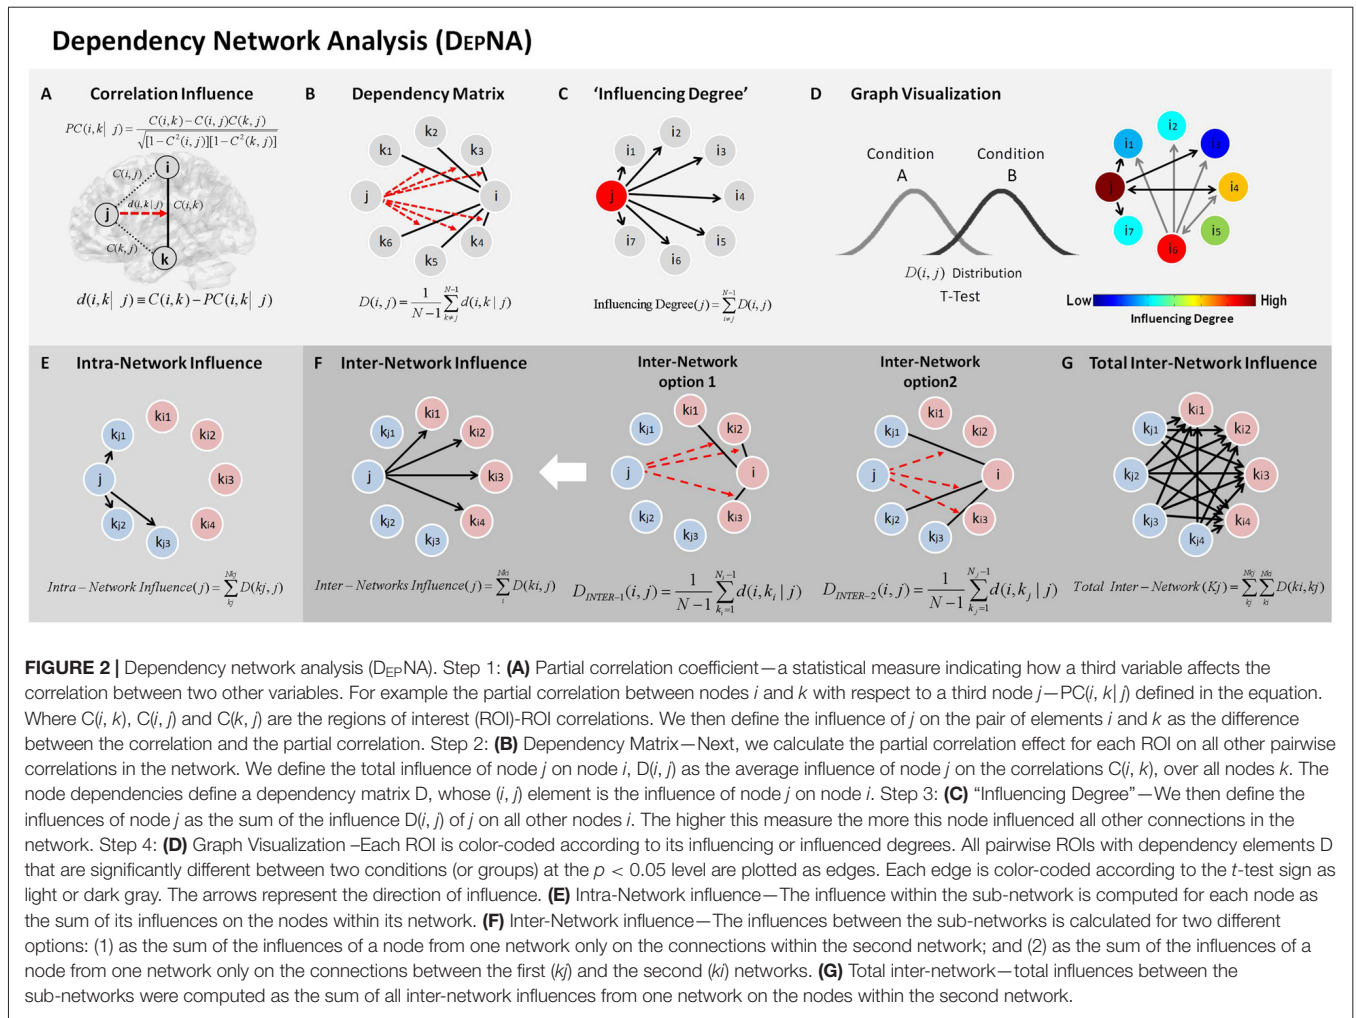 Dependency Network Analysis (DEPNA)
A Correlation Influence
PC(i,k| j) = C(i,k)−C(i,j)C(k,j) / √[1−C²(i,j)][1−C²(k,j)]
i
C(i,j)
j
d(i,k|j)
C(i,k)
C(k,j)
k
d(i,k| j) ≡ C(i,k) − PC(i,k| j)
B Dependency Matrix
k2
k1
k3
j
i
k6
k4
k5
D(i,j) = 1/N−1 ∑ k≠j N−1 d(i,k|j)
C ‘Influencing Degree’
i2
i1
i3
j
i4
i7
i5
i6
Influencing Degree(j) = ∑ i≠j N−1 D(i,j)
D Graph Visualization
Condition
A
Condition
B
D(i,j) Distribution
T-Test
i2
i1
i3
j
i4
i7
i5
i6
Low High
Influencing Degree
E Intra-Network Influence
ki1
kj1
ki2
j
ki3
kj2
ki4
kj3
Intra−Network Influence(j) = ∑ kj Nkj D(kj,j)
F Inter-Network Influence
ki1
kj1
ki2
j
ki3
kj2
ki4
kj3
Inter−Networks Influence(j) = ∑ i Nki D(ki,j)
Inter-Network
option 1
ki1
kj1
ki2
j
i
kj2
ki3
kj3
D INTER−1 (i,j) = 1/N−1 ∑ ki=1 Ni−1 d(i,ki|j)
Inter-Network
option2
ki1
kj1
ki2
j
i
kj2
ki3
kj3
D INTER−2 (i,j) = 1/N−1 ∑ kj=1 Nj−1 d(i,kj|j)
G Total Inter-Network Influence
ki1
kj1
ki2
kj2
ki3
kj3
ki4
kj4
Total Inter−Network(Kj) = ∑ kj Nkj ∑ ki Nki D(ki,kj)
FIGURE 2 | Dependency network analysis (DEPNA). Step 1: (A) Partial correlation coefficient—a statistical measure indicating how a third variable affects the
correlation between two other variables. For example the partial correlation between nodes i and k with respect to a third node j—PC(i, k| j) defined in the equation.
Where C(i, k), C(i, j) and C(k, j) are the regions of interest (ROI)-ROI correlations. We then define the influence of j on the pair of elements i and k as the difference
between the correlation and the partial correlation. Step 2: (B) Dependency Matrix—Next, we calculate the partial correlation effect for each ROI on all other pairwise
correlations in the network. We define the total influence of node j on node i, D(i, j) as the average influence of node j on the correlations C(i, k), over all nodes k. The
node dependencies define a dependency matrix D, whose (i, j) element is the influence of node j on node i. Step 3: (C) “Influencing Degree”—We then define the
influences of node j as the sum of the influence D(i, j) of j on all other nodes i. The higher this measure the more this node influenced all other connections in the
network. Step 4: (D) Graph Visualization –Each ROI is color-coded according to its influencing or influenced degrees. All pairwise ROIs with dependency elements D
that are significantly different between two conditions (or groups) at the p < 0.05 level are plotted as edges. Each edge is color-coded according to the t-test sign as
light or dark gray. The arrows represent the direction of influence. (E) Intra-Network influence—The influence within the sub-network is computed for each node as
the sum of its influences on the nodes within its network. (F) Inter-Network influence—The influences between the sub-networks is calculated for two different
options: (1) as the sum of the influences of a node from one network only on the connections within the second network; and (2) as the sum of the influences of a
node from one network only on the connections between the first (kj) and the second (ki) networks. (G) Total inter-network—total influences between the
sub-networks were computed as the sum of all inter-network influences from one network on the nodes within the second network.